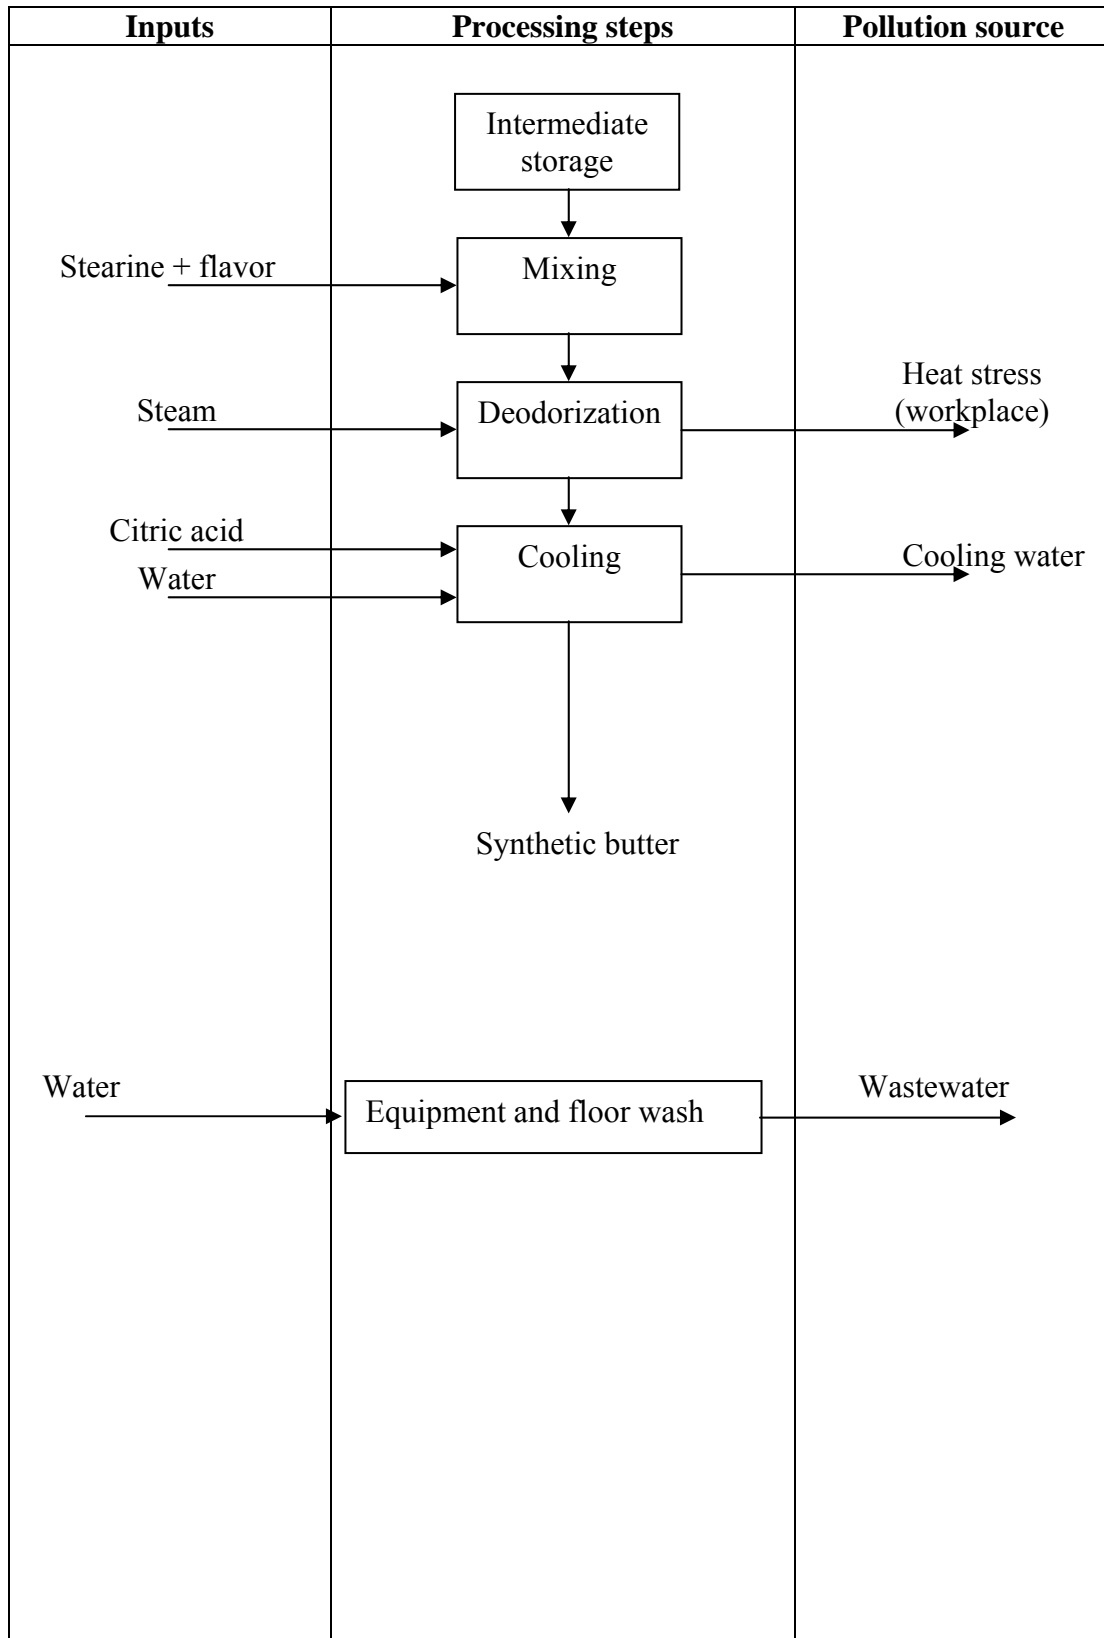 Inputs
Processing steps
Pollution source
Intermediate
storage
Stearine + flavor
Mixing
Heat stress
(workplace)
Steam
Deodorization
Citric acid
Water
Cooling
Cooling water
Synthetic butter
Water
Equipment and floor wash
Wastewater